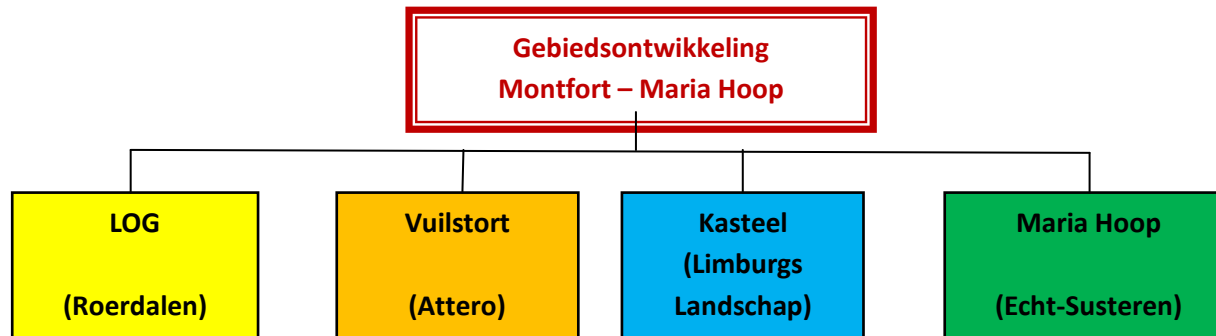 Gebiedsontwikkeling
Montfort – Maria Hoop
LOG
(Roerdalen)
Vuilstort
(Attero)
Kasteel
(Limburgs
Landschap)
Maria Hoop
(Echt-Susteren)